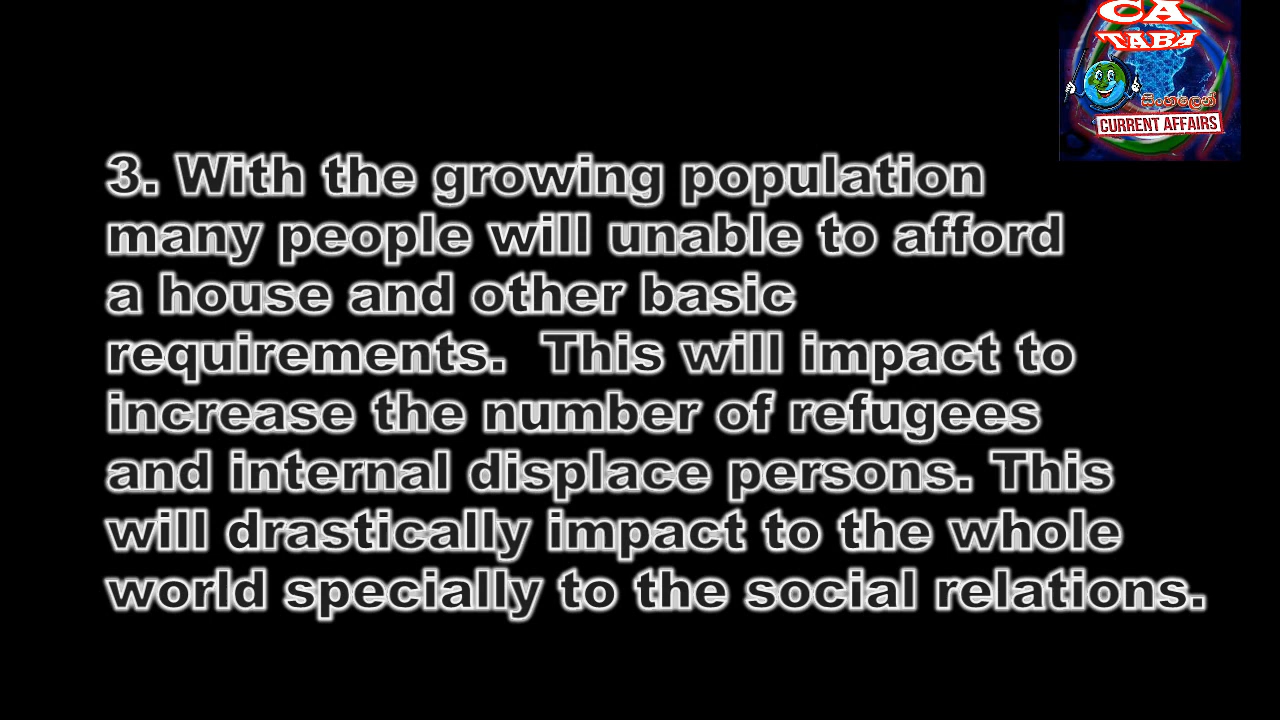 CA
TABA
සිංහලෙන්
CURRENT AFFAIRS
3. With the growing population
many people will unable to afford
a house and other basic
requirements.  This will impact to
increase the number of refugees
and internal displace persons. This
will drastically impact to the whole
world specially to the social relations.